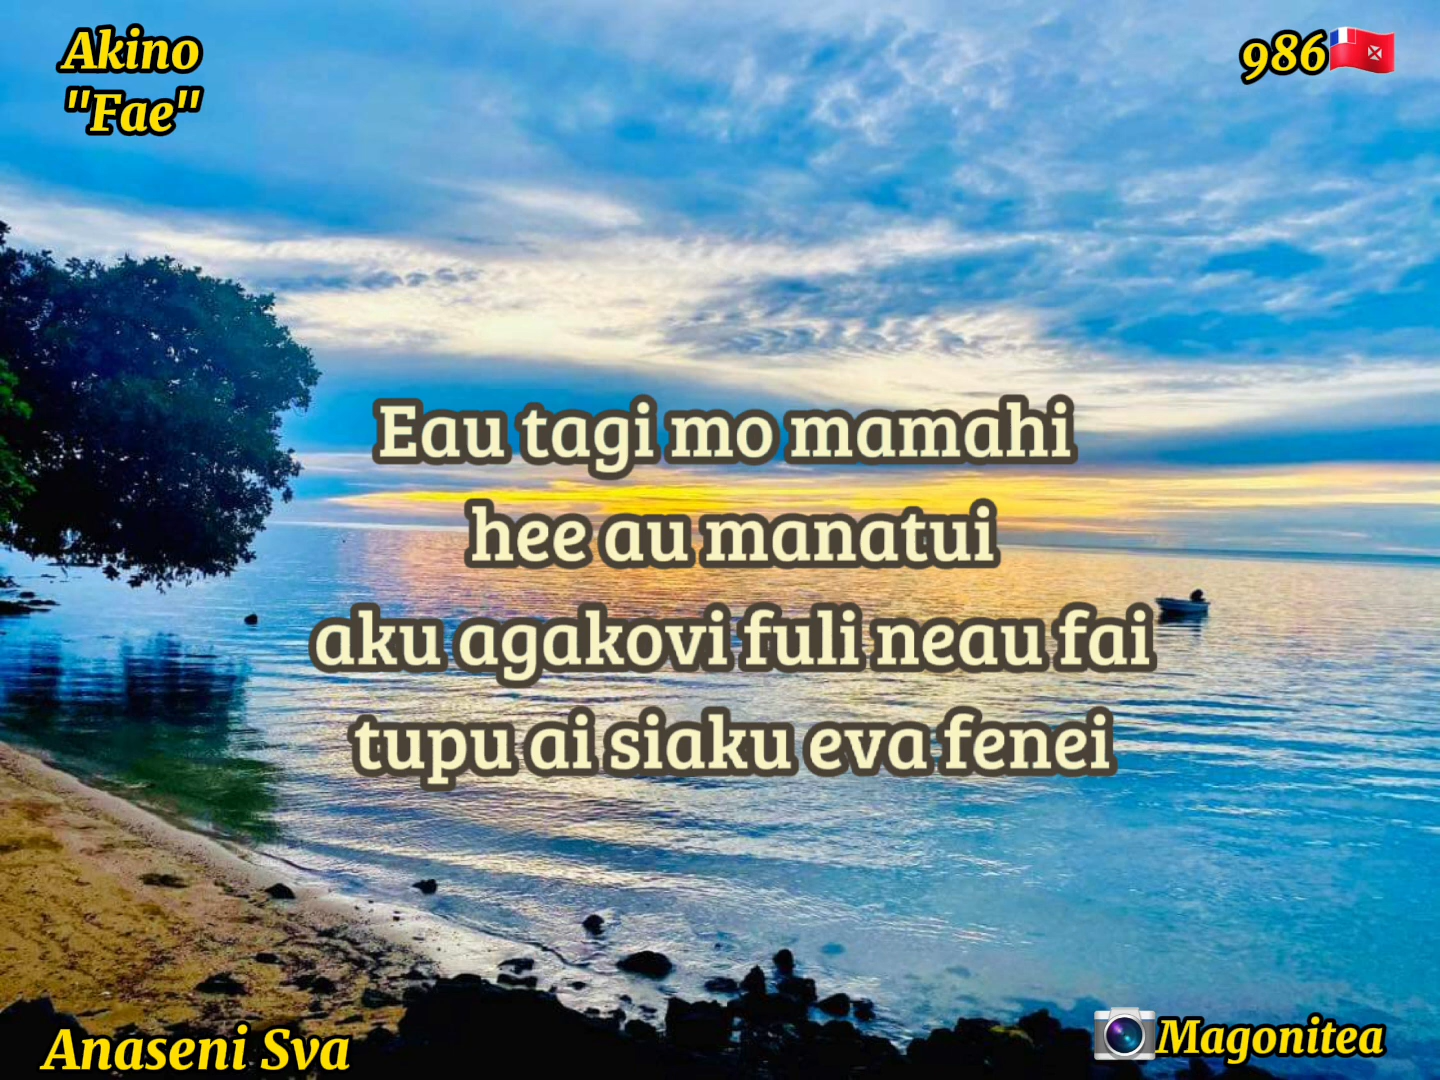 Akino
"Fae"
986🇼🇫
Eau tagi mo mamahi
hee au manatui
aku agakovi fuli neau fai
tupu ai siaku eva fenei
Anaseni Sva
📷Magonitea